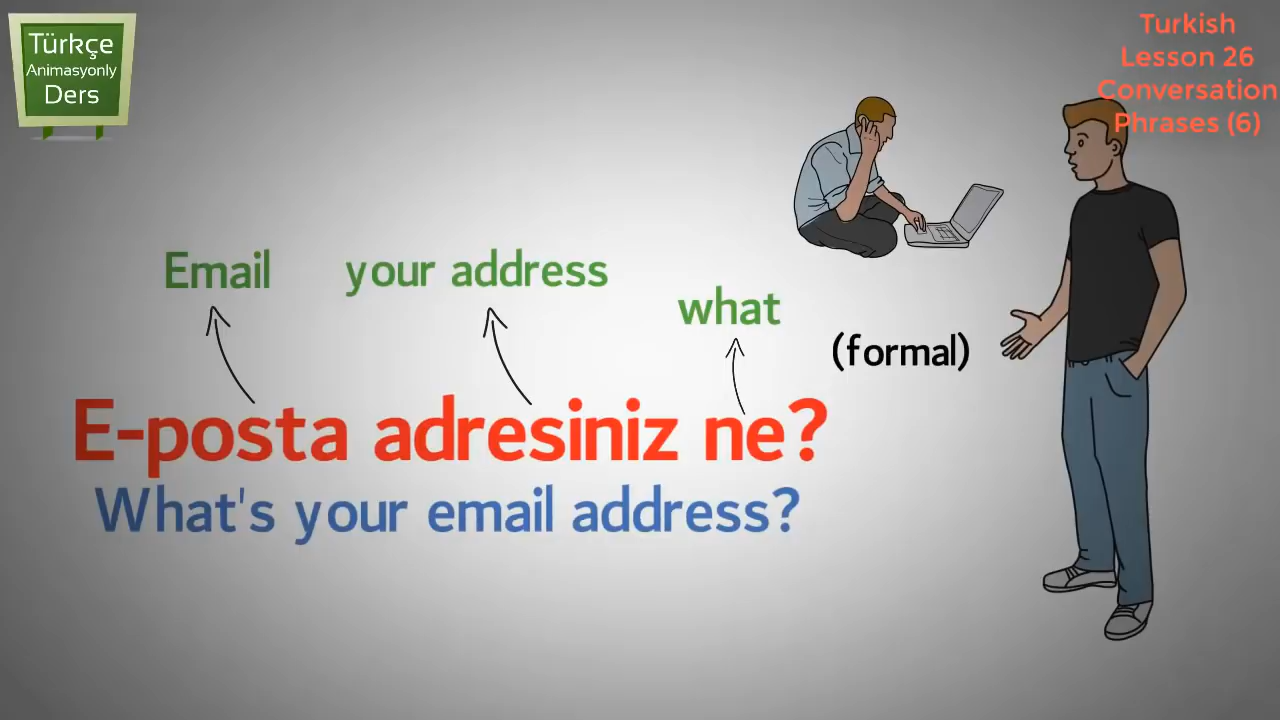 Türkçe
Animasyonly
Ders
Turkish
Lesson 26
Conversation
Phrases (6)
Email your address what
(formal)
E-posta adresiniz ne?
What's your email address?